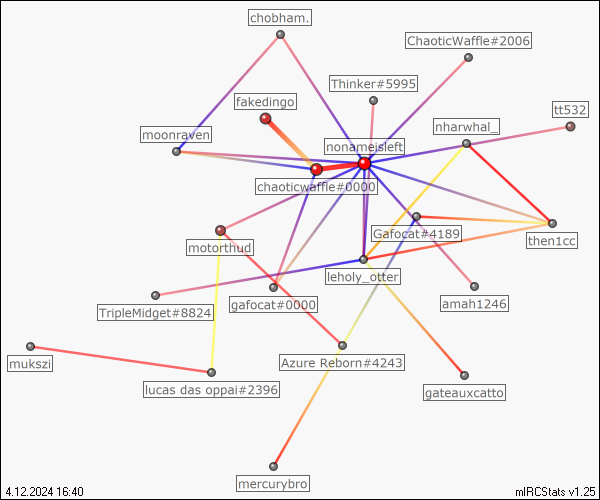 chobham.
ChaoticWaffle#2006
Thinker#5995
fakedingo
tt532
nharwhal_
moonraven
nonameisleft
chaoticwaffle#0000
Gafocat#4189
then1cc
motorthud
leholy_otter
gafocat#0000
amah1246
TripleMidget#8824
Azure Reborn#4243
mukszi
lucas das oppai#2396
gateauxcatto
mercurybro
4.12.2024 16:40
mIRCStats v1.25